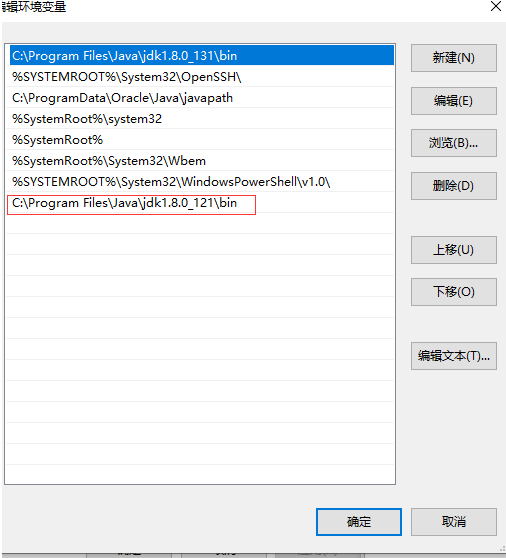 编辑环境变量
C:\Program Files\Java\jdk1.8.0_131\bin
%SYSTEMROOT%\System32\OpenSSH\
C:\ProgramData\Oracle\Java\javapath
%SystemRoot%\system32
%SystemRoot%
%SystemRoot%\System32\Wbem
%SYSTEMROOT%\System32\WindowsPowerShell\v1.0\
C:\Program Files\Java\jdk1.8.0_121\bin
新建(N)
编辑(E)
浏览(B)...
删除(D)
上移(U)
下移(O)
编辑文本(T)...
确定
取消